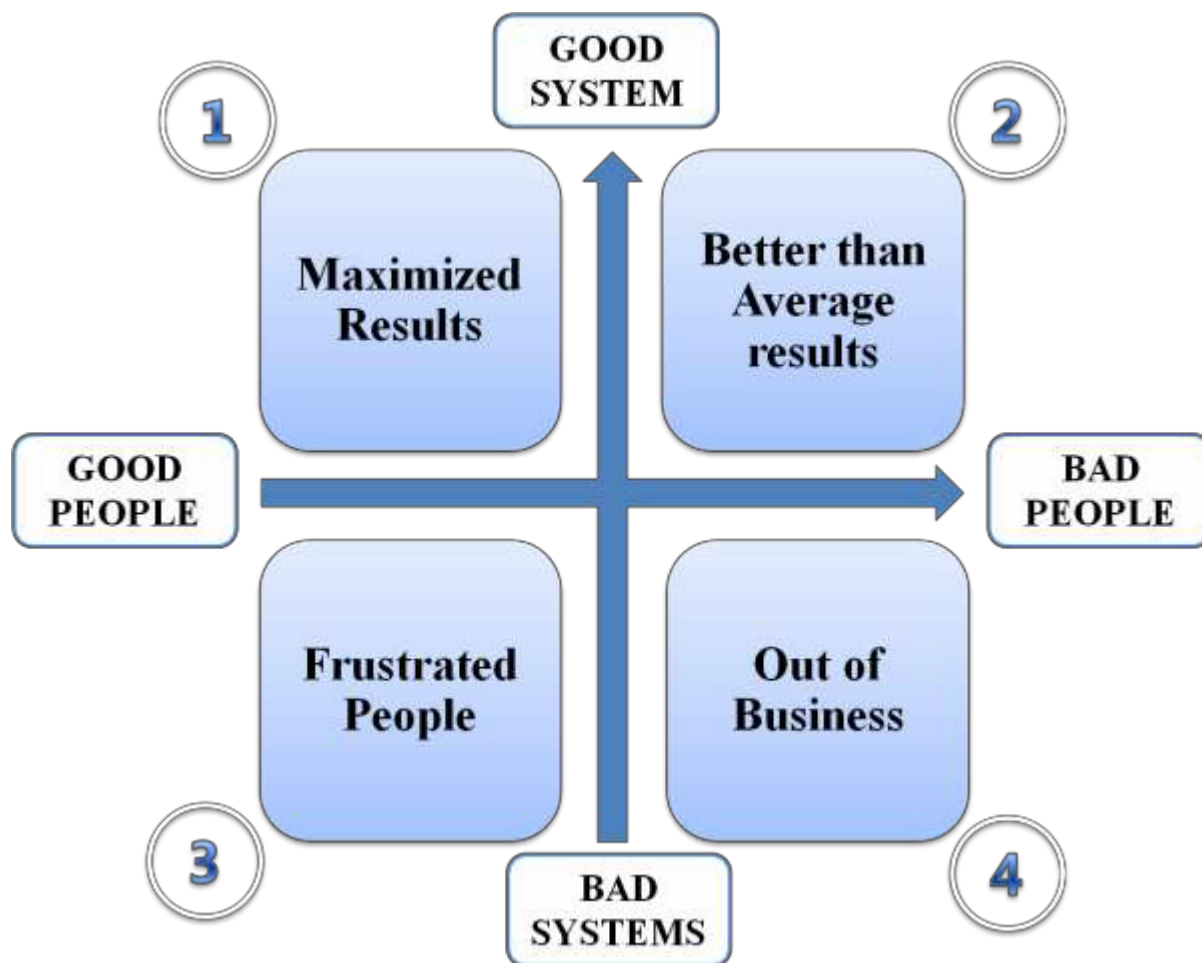 GOOD
SYSTEM
1
2
Maximized
Results
Better than
Average
results
GOOD
PEOPLE
BAD
PEOPLE
Frustrated
People
Out of
Business
3
4
BAD
SYSTEMS